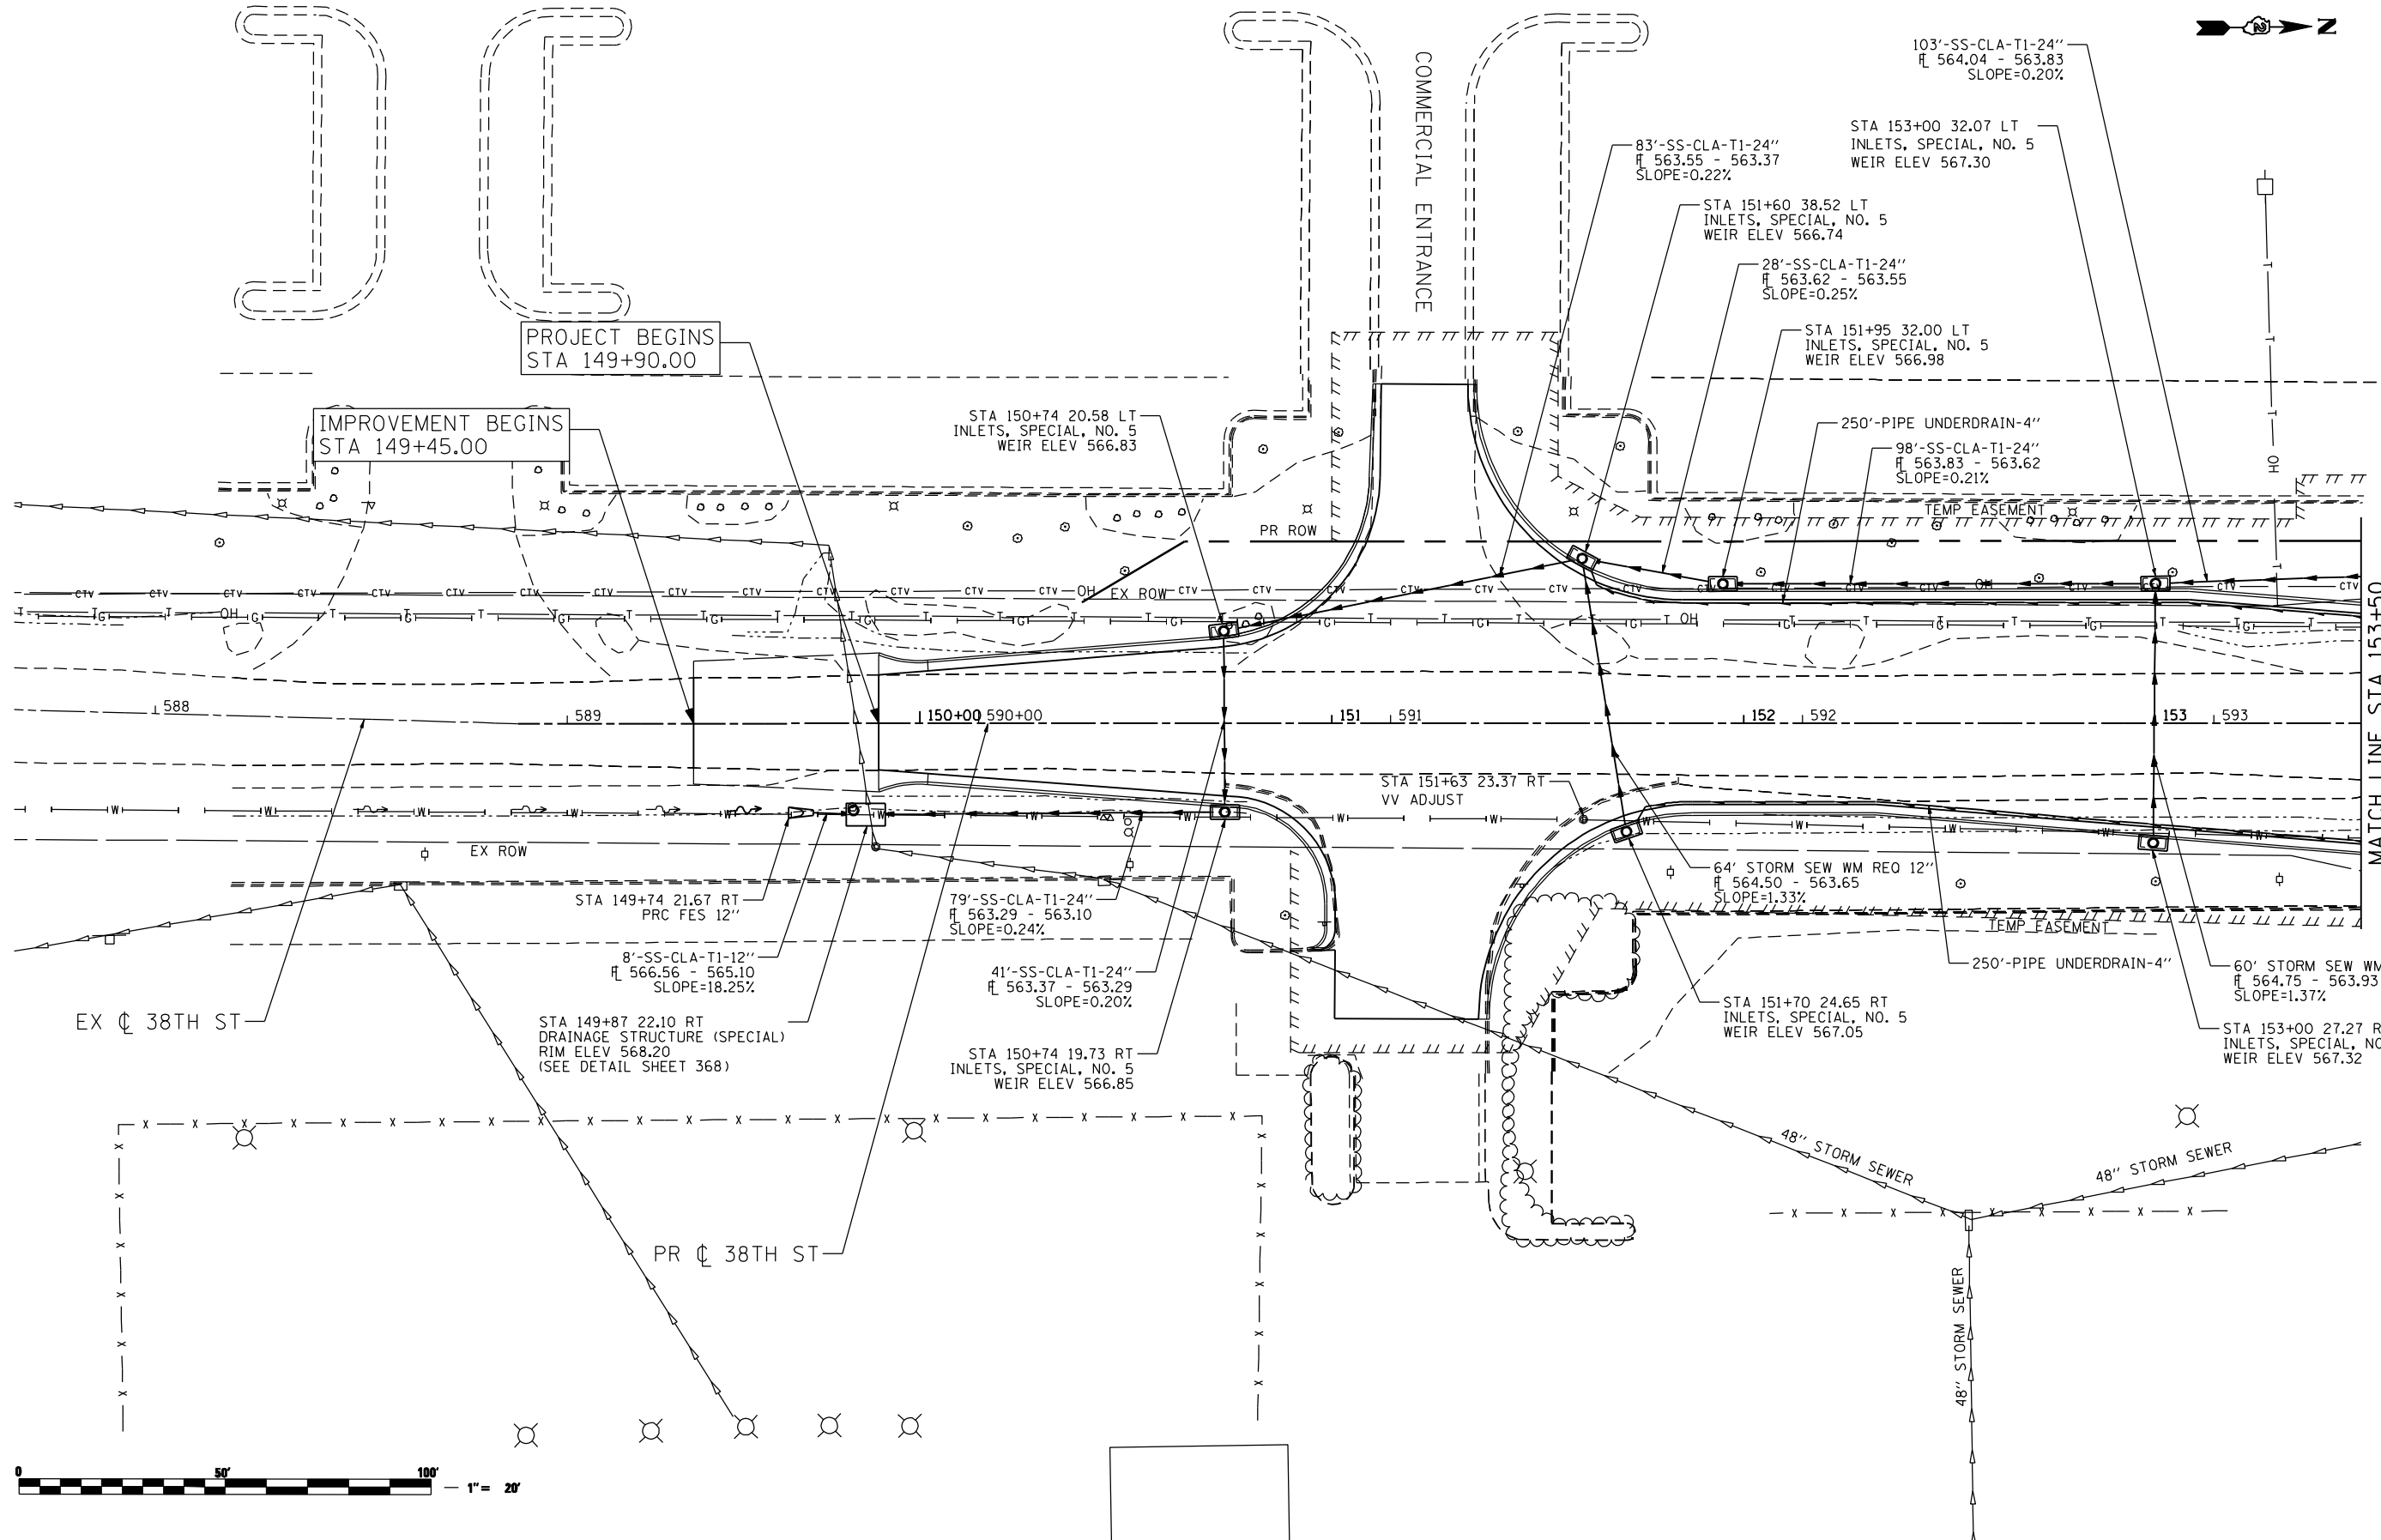 N
103'-SS-CLA-T1-24"
FL 564.04 - 563.83
SLOPE=0.20%
STA 153+00 32.07 LT
INLETS, SPECIAL, NO. 5
WEIR ELEV 567.30
83'-SS-CLA-T1-24"
FL 563.55 - 563.37
SLOPE=0.22%
STA 151+60 38.52 LT
INLETS, SPECIAL, NO. 5
WEIR ELEV 566.74
28'-SS-CLA-T1-24"
FL 563.62 - 563.55
SLOPE=0.25%
STA 151+95 32.00 LT
INLETS, SPECIAL, NO. 5
WEIR ELEV 566.98
COMMERCIAL ENTRANCE
PROJECT BEGINS
STA 149+90.00
IMPROVEMENT BEGINS
STA 149+45.00
STA 150+74 20.58 LT
INLETS, SPECIAL, NO. 5
WEIR ELEV 566.83
250'-PIPE UNDERDRAIN-4"
98'-SS-CLA-T1-24"
FL 563.83 - 563.62
SLOPE=0.21%
TEMP EASEMENT
PR ROW
EX ROW
MATCH LINE STA 153+50
588
589
150+00
590+00
151
591
152
592
153
593
STA 151+63 23.37 RT
VV ADJUST
EX ROW
STA 149+74 21.67 RT
PRC FES 12"
79'-SS-CLA-T1-24"
FL 563.29 - 563.10
SLOPE=0.24%
64' STORM SEW WM REQ 12"
FL 564.50 - 563.65
SLOPE=1.33%
TEMP EASEMENT
8'-SS-CLA-T1-12"
FL 566.56 - 565.10
SLOPE=18.25%
41'-SS-CLA-T1-24"
FL 563.37 - 563.29
SLOPE=0.20%
250'-PIPE UNDERDRAIN-4"
60' STORM SEW WM
FL 564.75 - 563.93
SLOPE=1.37%
EX CL 38TH ST
STA 149+87 22.10 RT
DRAINAGE STRUCTURE (SPECIAL)
RIM ELEV 568.20
(SEE DETAIL SHEET 368)
STA 150+74 19.73 RT
INLETS, SPECIAL, NO. 5
WEIR ELEV 566.85
STA 151+70 24.65 RT
INLETS, SPECIAL, NO. 5
WEIR ELEV 567.05
STA 153+00 27.27 R
INLETS, SPECIAL, NO
WEIR ELEV 567.32
PR CL 38TH ST
48" STORM SEWER
48" STORM SEWER
48" STORM SEWER
0 50' 100'
1" = 20'